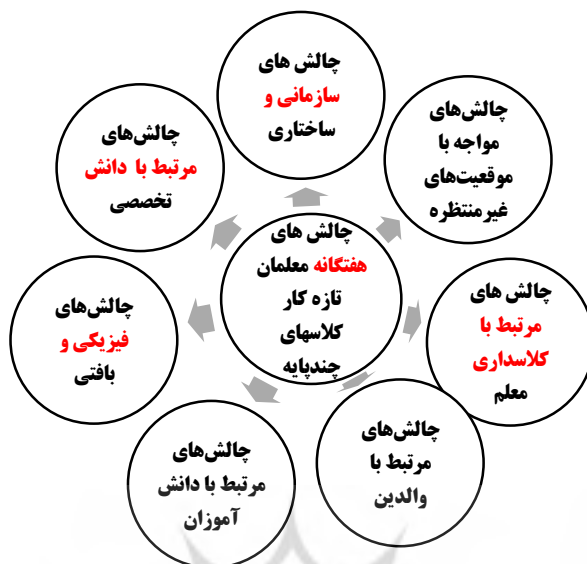 چالش های
سازمانی و
ساختاری
چالش‌های
مواجه با
موقعیت‌های
غیرمنتظره
چالش‌های
مرتبط با دانش
تخصصی
چالش های
هفتگانه معلمان
تازه کار
کلاسهای
چندپایه
چالش های
مرتبط با
کلاسداری
معلم
چالش‌های
فیزیکی و
بافتی
چالش‌های
مرتبط با
والدین
چالش‌های
مرتبط با دانش
آموزان